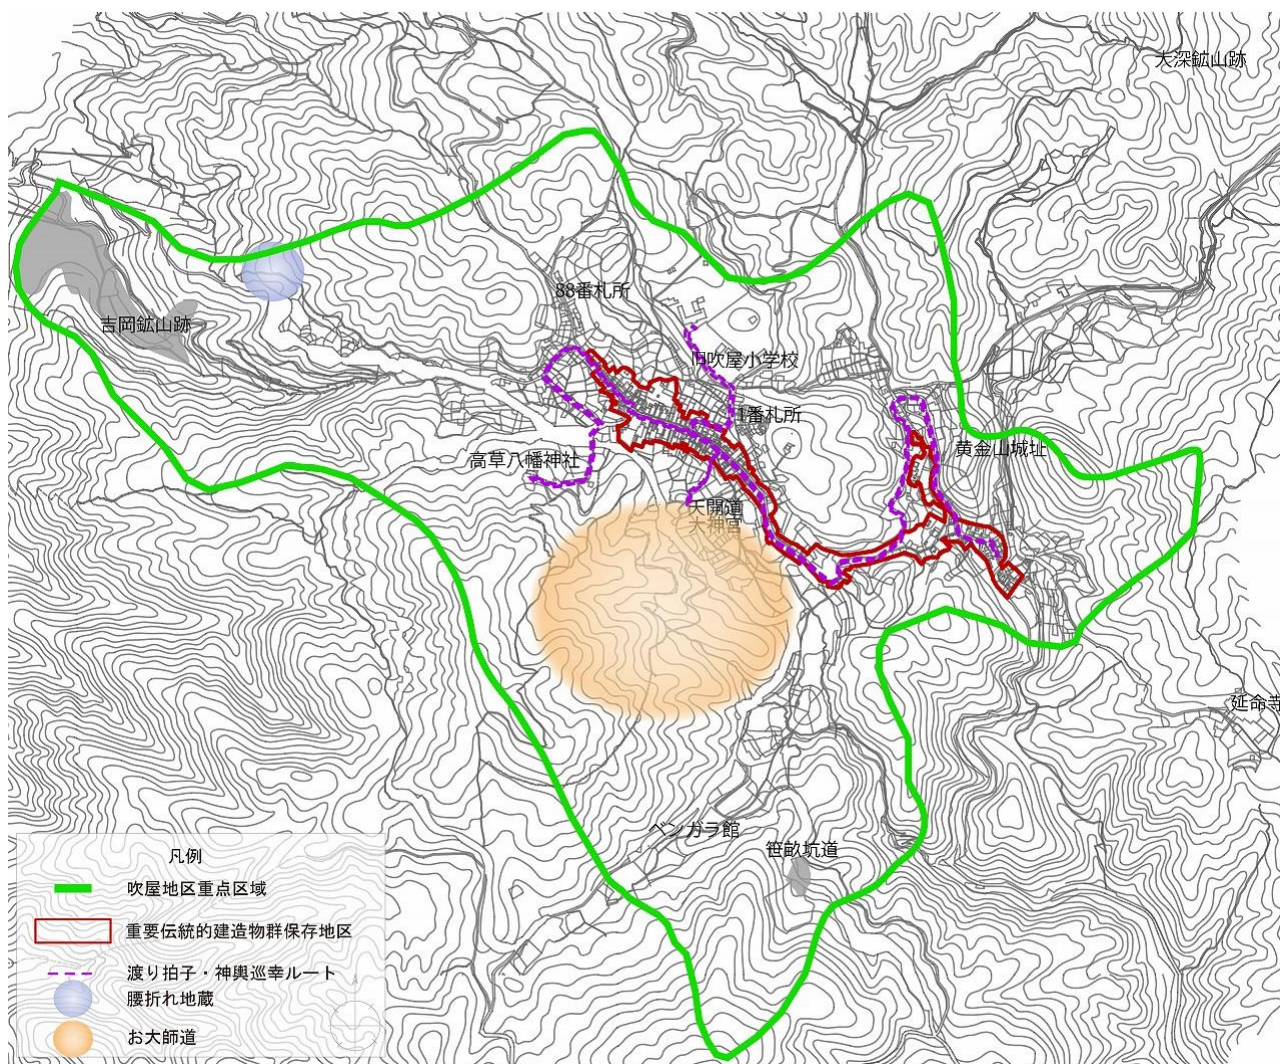 大深鉱山跡
88番札所
吉岡鉱山跡
旧吹屋小学校
1番札所
黄金山城址
高草八幡神社
天開道
大神宮
延命寺
ベンガラ館
笹畝坑道
凡例
吹屋地区重点区域
重要伝統的建造物群保存地区
渡り拍子・神輿巡幸ルート
腰折れ地蔵
お大師道